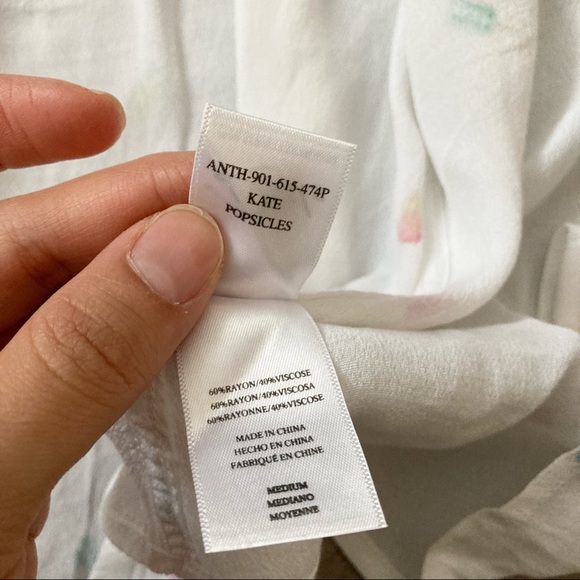 ANTH-901-615-474P
KATE
POPSICLES
60%RAYON/40%VISCOSE
60%RAYON/40%VISCOSA
60%RAYONNE/40%VISCOSE
MADE IN CHINA
HECHO EN CHINA
FABRIQUÉ EN CHINE
MEDIUM
MEDIANO
MOYENNE